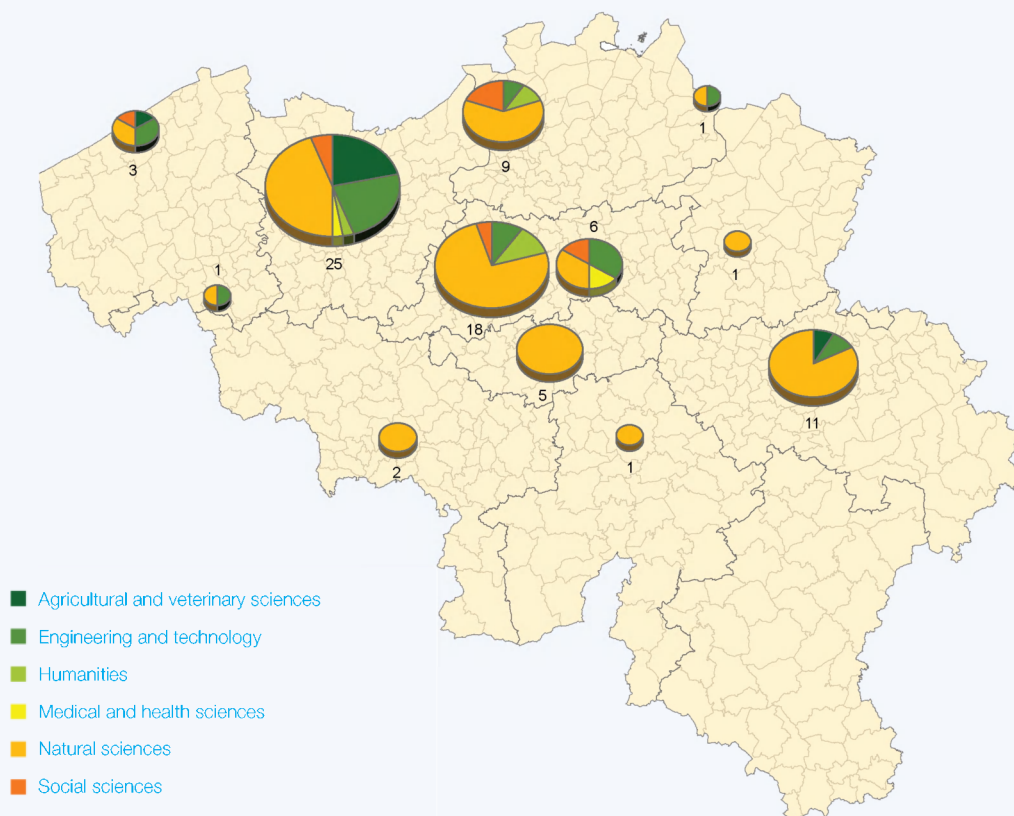 1
3
9
6
25
1
1
18
5
11
2
1
Agricultural and veterinary sciences
Engineering and technology
Humanities
Medical and health sciences
Natural sciences
Social sciences